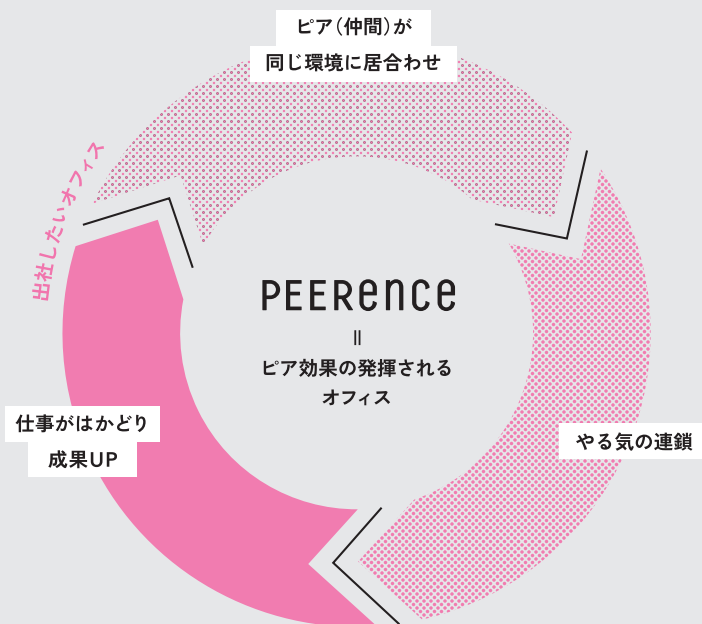 ピア（仲間）が
同じ環境に居合わせ
出社したいオフィス
PEERence
=
ピア効果の発揮される
オフィス
仕事がはかどり
成果UP
やる気の連鎖